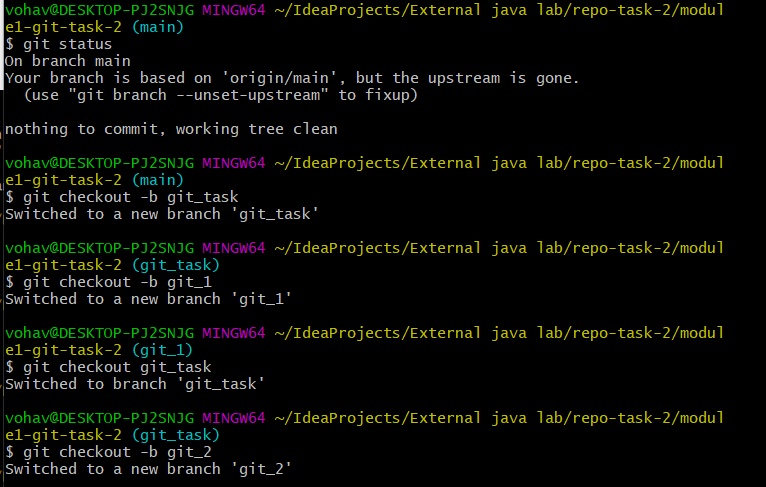 vohav@DESKTOP-PJ2SNJG MINGW64 ~/IdeaProjects/External java lab/repo-task-2/modul
e1-git-task-2 (main)
$ git status
On branch main
Your branch is based on 'origin/main', but the upstream is gone.
  (use "git branch --unset-upstream" to fixup)

nothing to commit, working tree clean

vohav@DESKTOP-PJ2SNJG MINGW64 ~/IdeaProjects/External java lab/repo-task-2/modul
e1-git-task-2 (main)
$ git checkout -b git_task
Switched to a new branch 'git_task'

vohav@DESKTOP-PJ2SNJG MINGW64 ~/IdeaProjects/External java lab/repo-task-2/modul
e1-git-task-2 (git_task)
$ git checkout -b git_1
Switched to a new branch 'git_1'

vohav@DESKTOP-PJ2SNJG MINGW64 ~/IdeaProjects/External java lab/repo-task-2/modul
e1-git-task-2 (git_1)
$ git checkout git_task
Switched to branch 'git_task'

vohav@DESKTOP-PJ2SNJG MINGW64 ~/IdeaProjects/External java lab/repo-task-2/modul
e1-git-task-2 (git_task)
$ git checkout -b git_2
Switched to a new branch 'git_2'